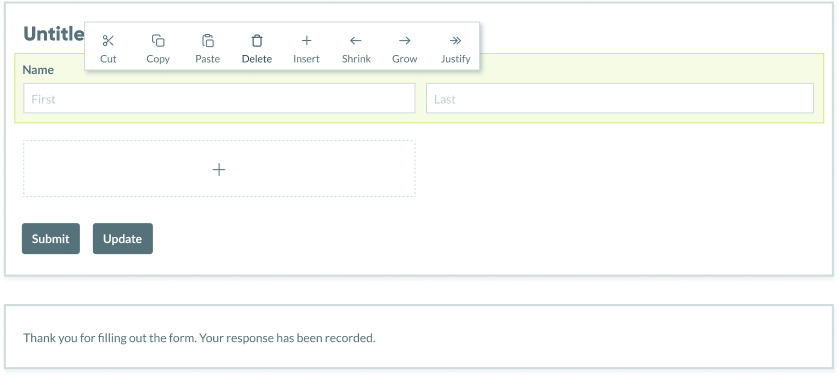 Untitle
Cut Copy Paste Delete Insert Shrink Grow Justify
Name
First Last
Submit Update
Thank you for filling out the form. Your response has been recorded.